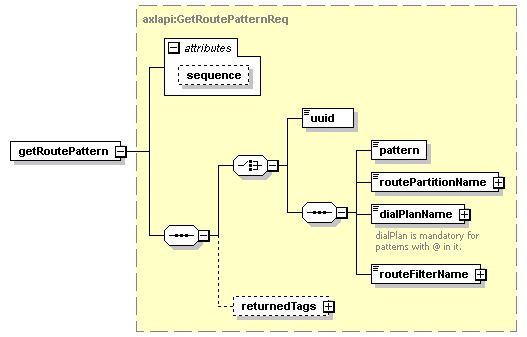 axlapi:GetRoutePatternReq
attributes
sequence
uuid
getRoutePattern
pattern
routePartitionName
dialPlanName
dialPlan is mandatory for
patterns with @ in it.
routeFilterName
returnedTags